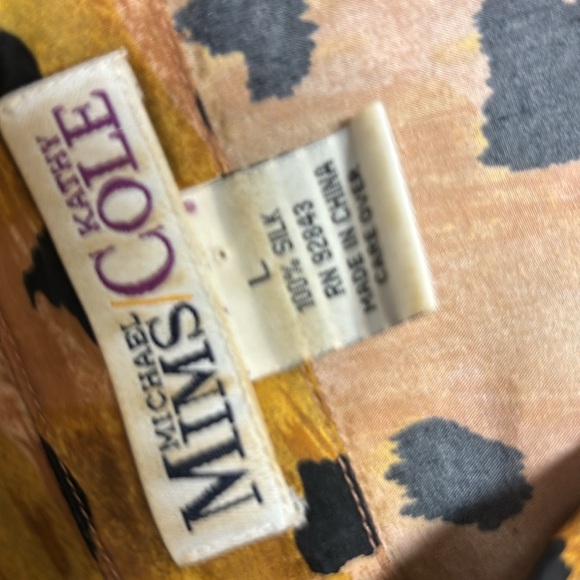 MICHAEL KATHY
MIMS/COLE
L
100% SILK
RN 92843
MADE IN CHINA
CARE OVER